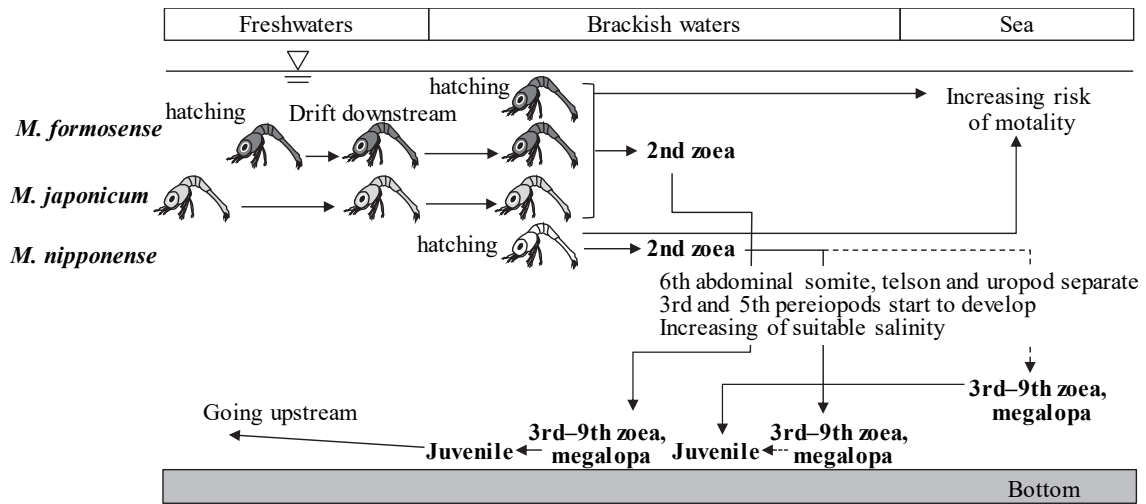 Freshwaters
Brackish waters
Sea
hatching
hatching
Drift downstream
M. formosense
Increasing risk
of motality
2nd zoea
M. japonicum
hatching
M. nipponense
2nd zoea
6th abdominal somite, telson and uropod separate
3rd and 5th pereiopods start to develop
Increasing of suitable salinity
3rd–9th zoea,
megalopa
Going upstream
Juvenile
3rd–9th zoea,
megalopa
Juvenile
3rd–9th zoea,
megalopa
Bottom